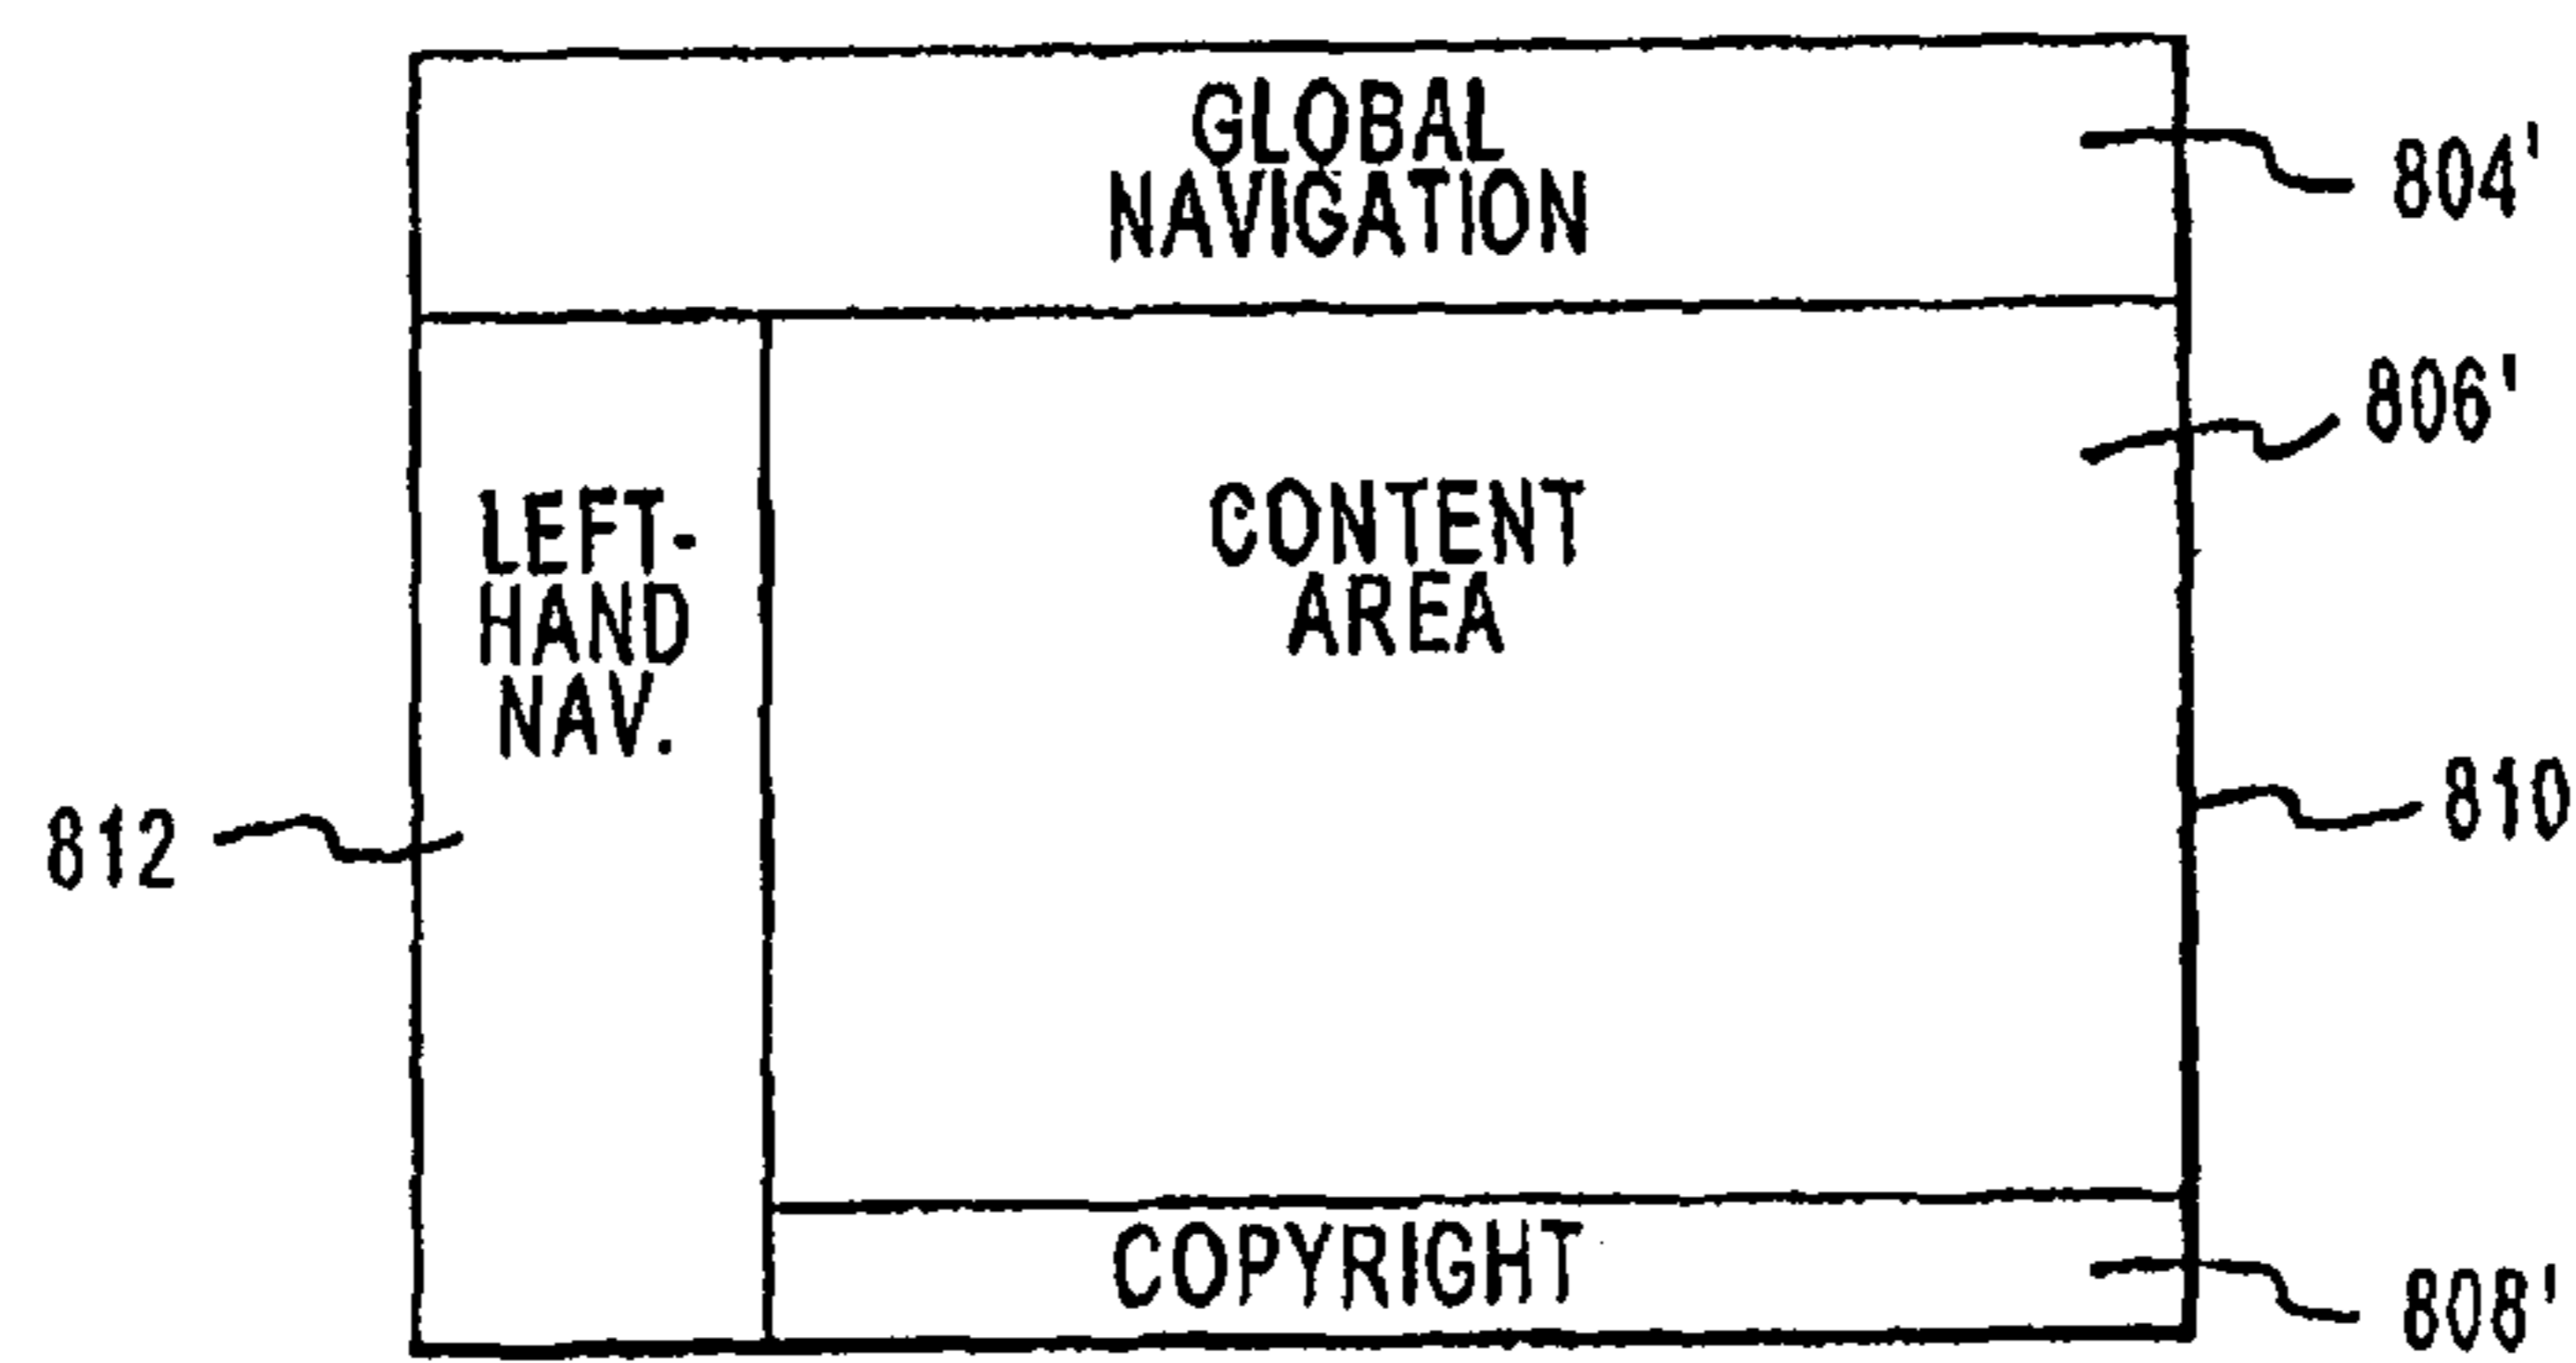 GLOBAL
NAVIGATION
804'
806'
LEFT-
HAND
NAV.
CONTENT
AREA
812
810
COPYRIGHT
808'